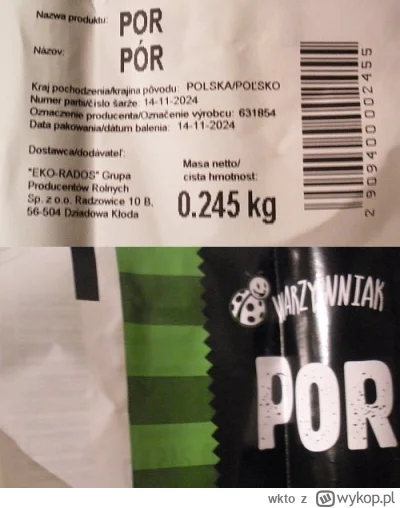 Nazwa produktu: POR
Názov: PÓR
Kraj pochodzenia/krajina pôvodu: POLSKA/POĽSKO
Numer partii/číslo šarže: 14-11-2024
Oznaczenie producenta/Označenie výrobcu: 631854
Data pakowania/dátum balenia: 14-11-2024
Dostawca/dodávateľ:
"EKO-RADOS" Grupa
Producentów Rolnych
Sp. z o.o. Radzowice 10 B,
56-504 Dziadowa Kłoda
Masa netto/
čistá hmotnosť:
0.245 kg
2909400002455
WARZYWNIAK
POR
wkto z wykop.pl